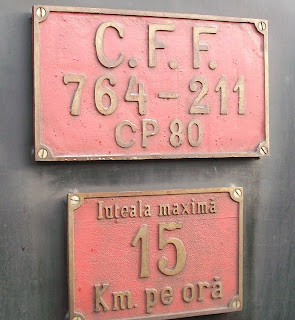 C.F.F.
764-211
CP 80
Iuțeala maximă
15
Km. pe oră